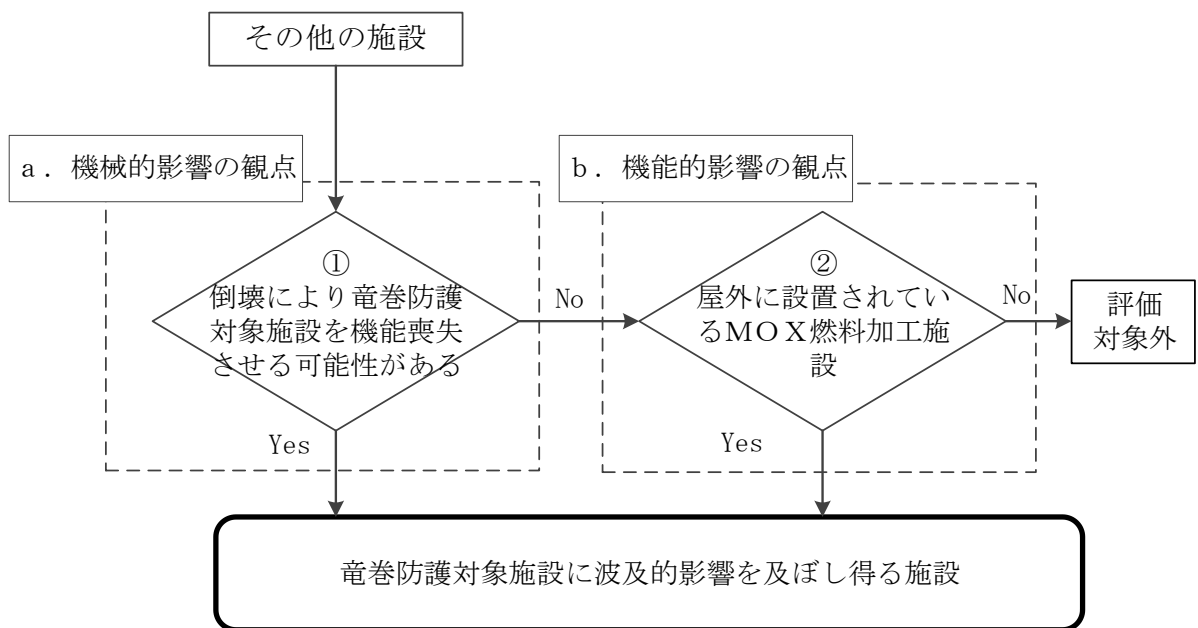 その他の施設
a．機械的影響の観点
b．機能的影響の観点
①
倒壊により竜巻防護
対象施設を機能喪失
させる可能性がある
No
②
屋外に設置されてい
るMOX燃料加工施
設
No
評価
対象外
Yes
Yes
竜巻防護対象施設に波及的影響を及ぼし得る施設